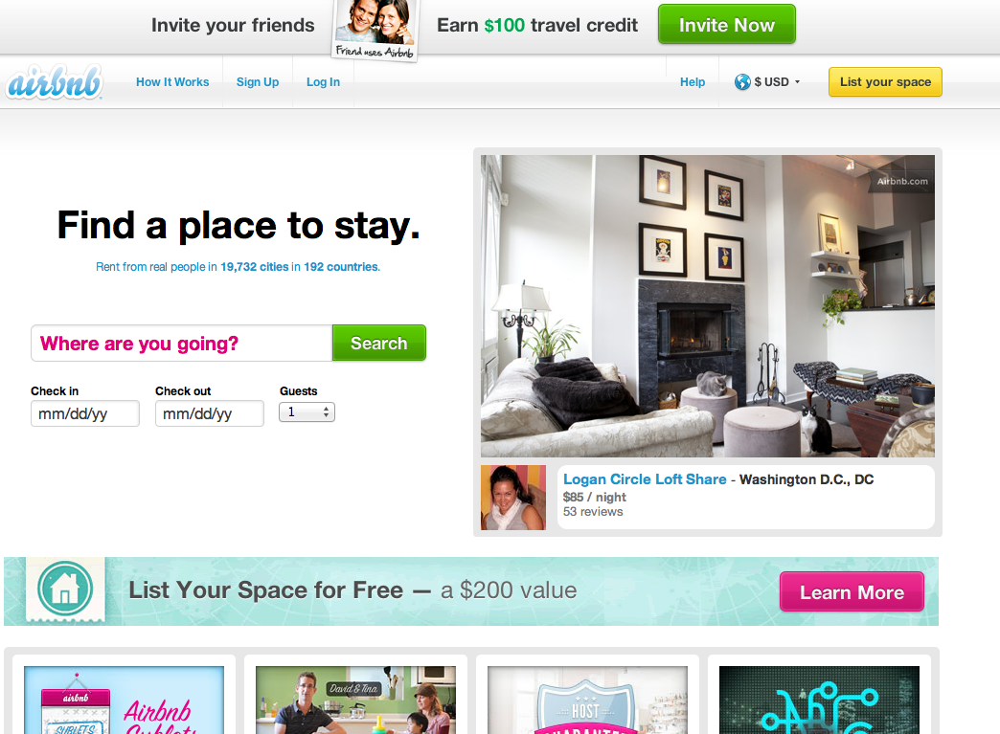 Invite your friends
Friend uses Airbnb
Earn $100 travel credit
Invite Now
airbnb
How It Works
Sign Up
Log In
Help
$ USD
List your space
Find a place to stay.
Rent from real people in 19,732 cities in 192 countries.
Where are you going?
Search
Check in
Check out
Guests
mm/dd/yy
mm/dd/yy
1
Airbnb.com
Logan Circle Loft Share - Washington D.C., DC
$85 / night
53 reviews
List Your Space for Free — a $200 value
Learn More
airbnb
SUBLETS
Airbnb
Sublets
David & Tina
HOST
GUARANTEE